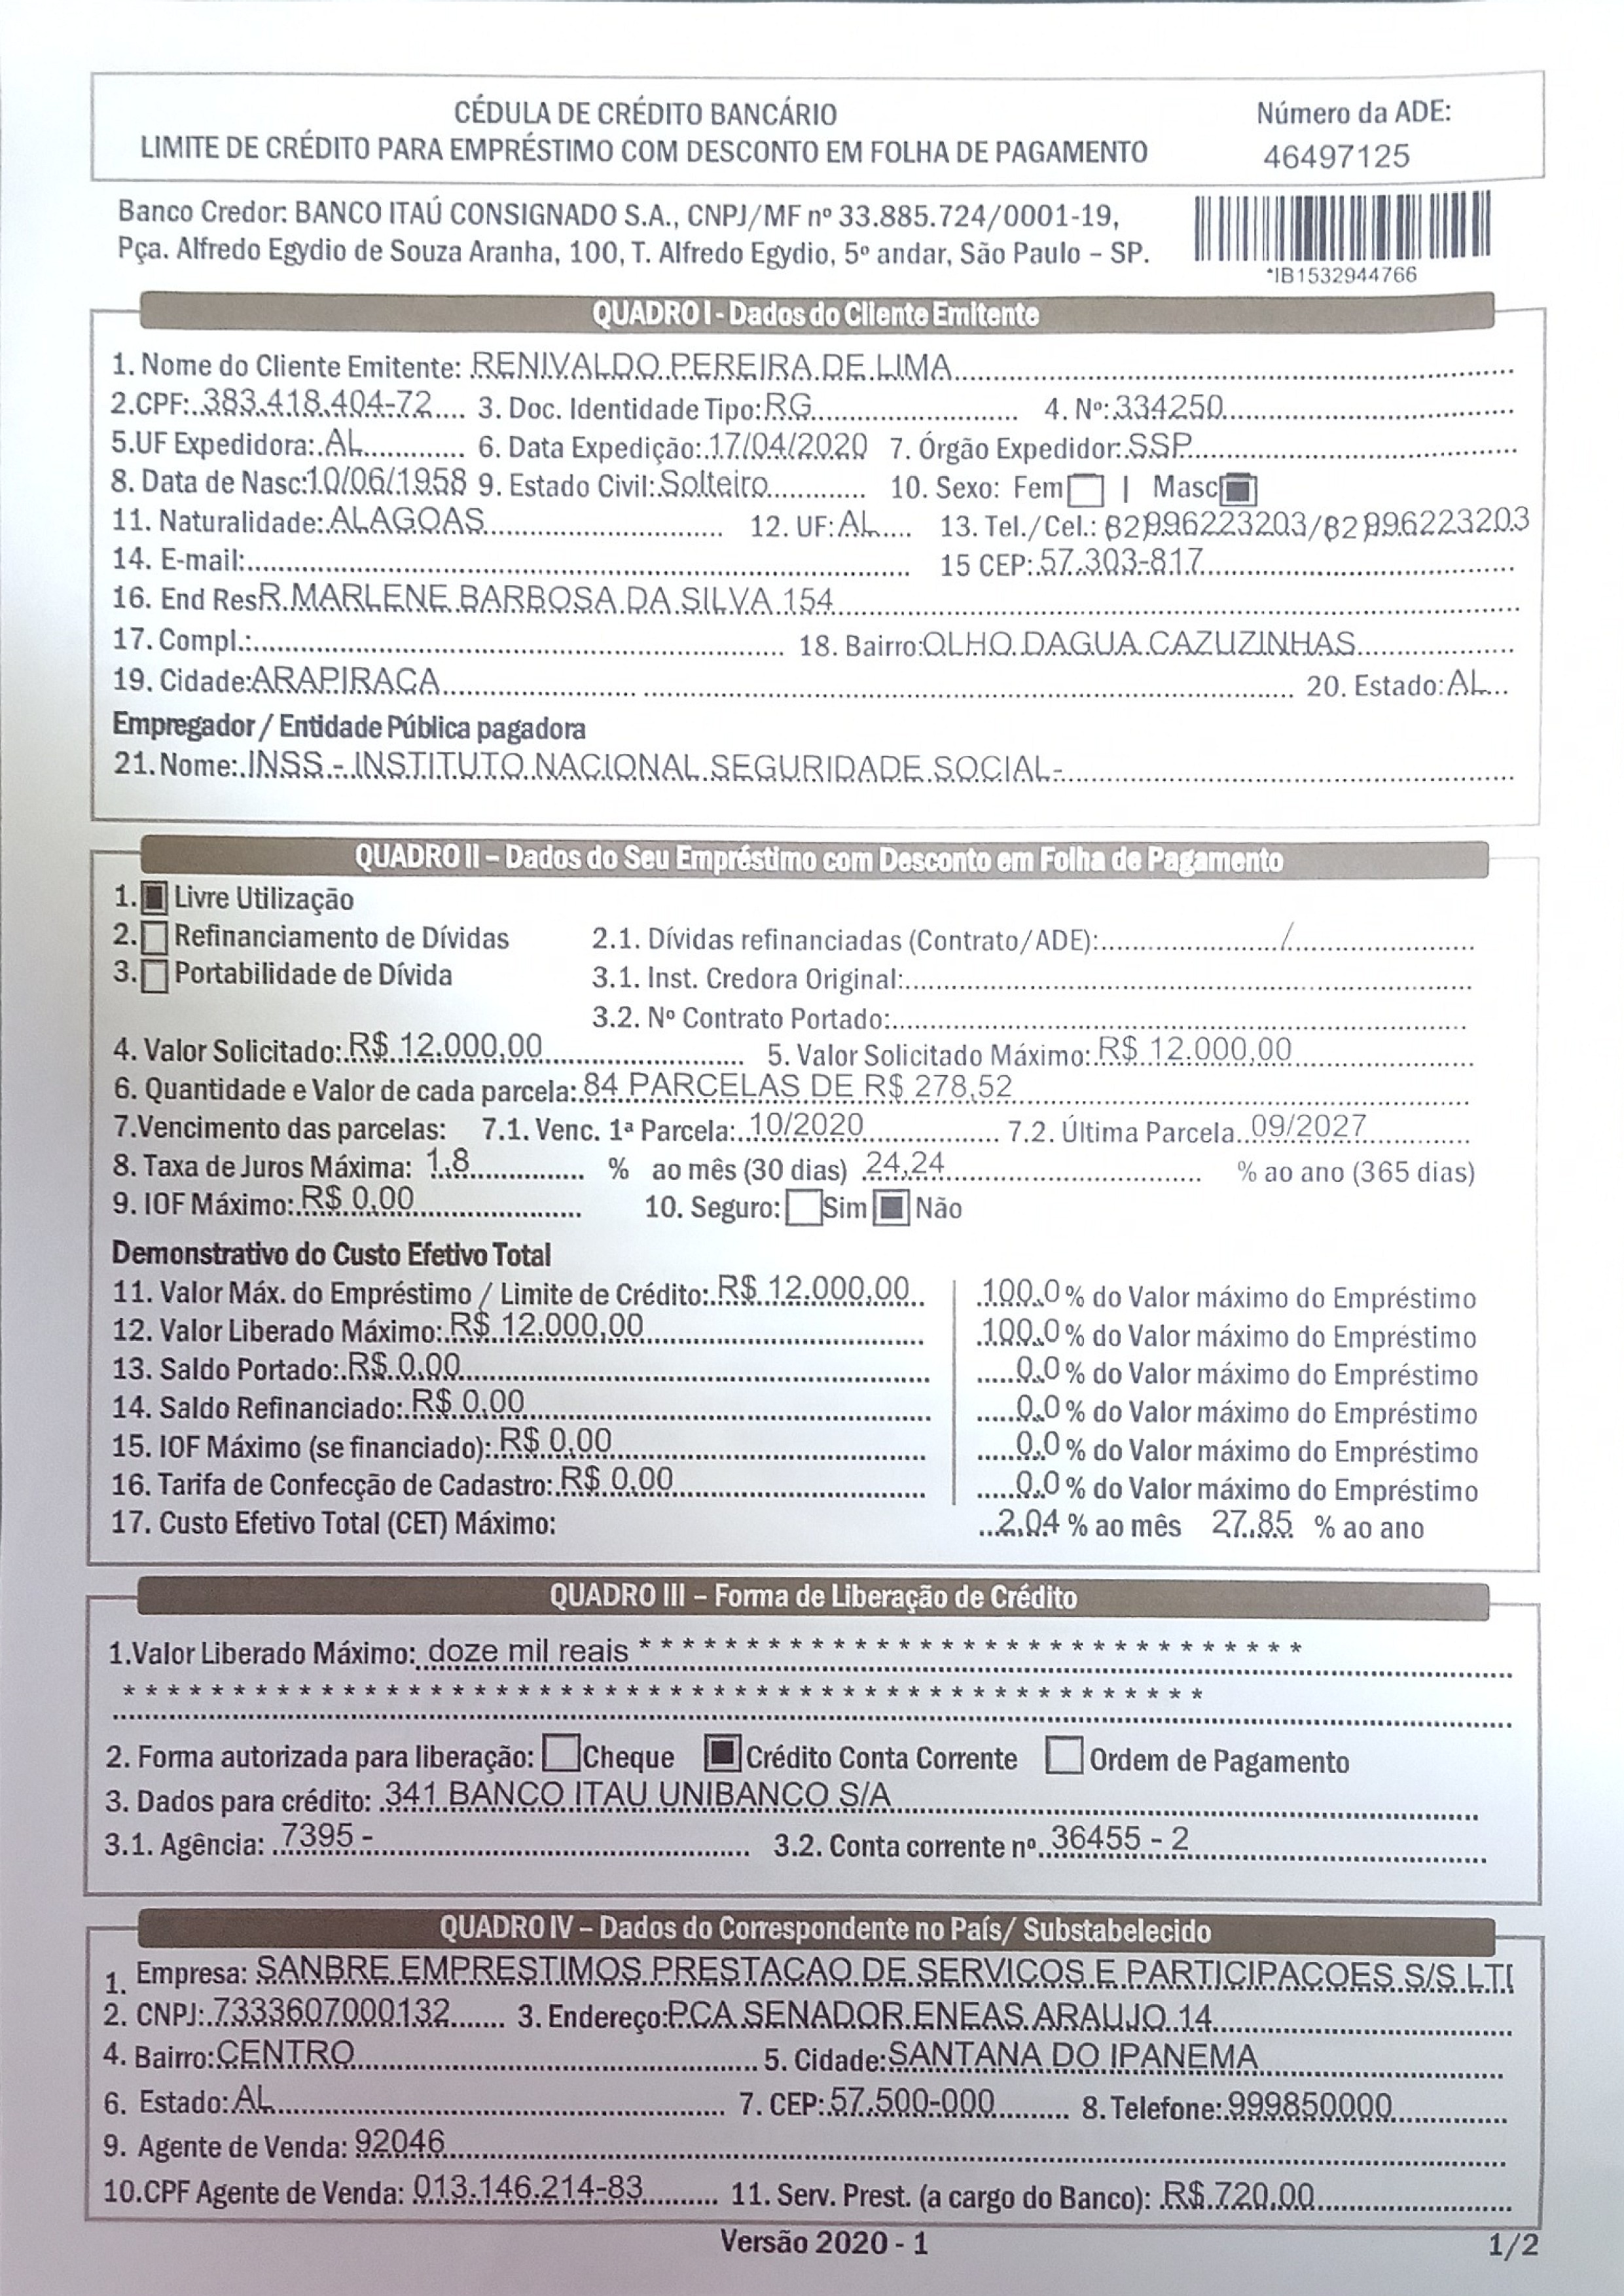 CÉDULA DE CRÉDITO BANCÁRIO
LIMITE DE CRÉDITO PARA EMPRÉSTIMO COM DESCONTO EM FOLHA DE PAGAMENTO
Número da ADE:
46497125
Banco Credor: BANCO ITAÚ CONSIGNADO S.A., CNPJ/MF nº 33.885.724/0001-19,
Pça. Alfredo Egydio de Souza Aranha, 100, T. Alfredo Egydio, 5º andar, São Paulo – SP.
*IB1532944766
QUADRO I - Dados do Cliente Emitente
1. Nome do Cliente Emitente: RENIVALDO PEREIRA DE LIMA
2.CPF: 383.418.404-72 3. Doc. Identidade Tipo: RG 4. Nº: 334250
5.UF Expedidora: AL 6. Data Expedição: 17/04/2020 7. Órgão Expedidor: SSP
8. Data de Nasc: 10/06/1958 9. Estado Civil: Solteiro 10. Sexo: Fem | Masc
11. Naturalidade: ALAGOAS 12. UF: AL 13. Tel./Cel.: 82)996223203/82)996223203
14. E-mail: 15 CEP: 57.303-817
16. End Res R MARLENE BARBOSA DA SILVA 154
17. Compl.: 18. Bairro: OLHO DAGUA CAZUZINHAS
19. Cidade: ARAPIRACA 20. Estado: AL
Empregador / Entidade Pública pagadora
21. Nome: INSS - INSTITUTO NACIONAL SEGURIDADE SOCIAL-
QUADRO II – Dados do Seu Empréstimo com Desconto em Folha de Pagamento
1. Livre Utilização
2. Refinanciamento de Dívidas 2.1. Dívidas refinanciadas (Contrato/ADE): /
3. Portabilidade de Dívida 3.1. Inst. Credora Original:
3.2. Nº Contrato Portado:
4. Valor Solicitado: R$ 12.000,00 5. Valor Solicitado Máximo: R$ 12.000,00
6. Quantidade e Valor de cada parcela: 84 PARCELAS DE R$ 278,52
7.Vencimento das parcelas: 7.1. Venc. 1ª Parcela: 10/2020 7.2. Última Parcela 09/2027
8. Taxa de Juros Máxima: 1,8 % ao mês (30 dias) 24,24 % ao ano (365 dias)
9. IOF Máximo: R$ 0,00 10. Seguro: Sim Não
Demonstrativo do Custo Efetivo Total
11. Valor Máx. do Empréstimo / Limite de Crédito: R$ 12.000,00 100,0 % do Valor máximo do Empréstimo
12. Valor Liberado Máximo: R$ 12.000,00 100,0 % do Valor máximo do Empréstimo
13. Saldo Portado: R$ 0,00 0,0 % do Valor máximo do Empréstimo
14. Saldo Refinanciado: R$ 0,00 0,0 % do Valor máximo do Empréstimo
15. IOF Máximo (se financiado): R$ 0,00 0,0 % do Valor máximo do Empréstimo
16. Tarifa de Confecção de Cadastro: R$ 0,00 0,0 % do Valor máximo do Empréstimo
17. Custo Efetivo Total (CET) Máximo: 2,04 % ao mês 27,85 % ao ano
QUADRO III – Forma de Liberação de Crédito
1.Valor Liberado Máximo: doze mil reais * * * * * * * * * * * * * * * * * * * * * * * * * * * * * * *
* * * * * * * * * * * * * * * * * * * * * * * * * * * * * * * * * * * * * * * * * * * * * * * * * *
2. Forma autorizada para liberação: Cheque Crédito Conta Corrente Ordem de Pagamento
3. Dados para crédito: 341 BANCO ITAU UNIBANCO S/A
3.1. Agência: 7395 - 3.2. Conta corrente nº 36455 - 2
QUADRO IV – Dados do Correspondente no País/ Substabelecido
1. Empresa: SANBRE EMPRESTIMOS PRESTACAO DE SERVICOS E PARTICIPACOES S/S LT
2. CNPJ: 7333607000132 3. Endereço: PCA SENADOR ENEAS ARAUJO 14
4. Bairro: CENTRO 5. Cidade: SANTANA DO IPANEMA
6. Estado: AL 7. CEP: 57.500-000 8. Telefone: 999850000
9. Agente de Venda: 92046
10.CPF Agente de Venda: 013.146.214-83 11. Serv. Prest. (a cargo do Banco): R$ 720,00
Versão 2020 - 1
1/2